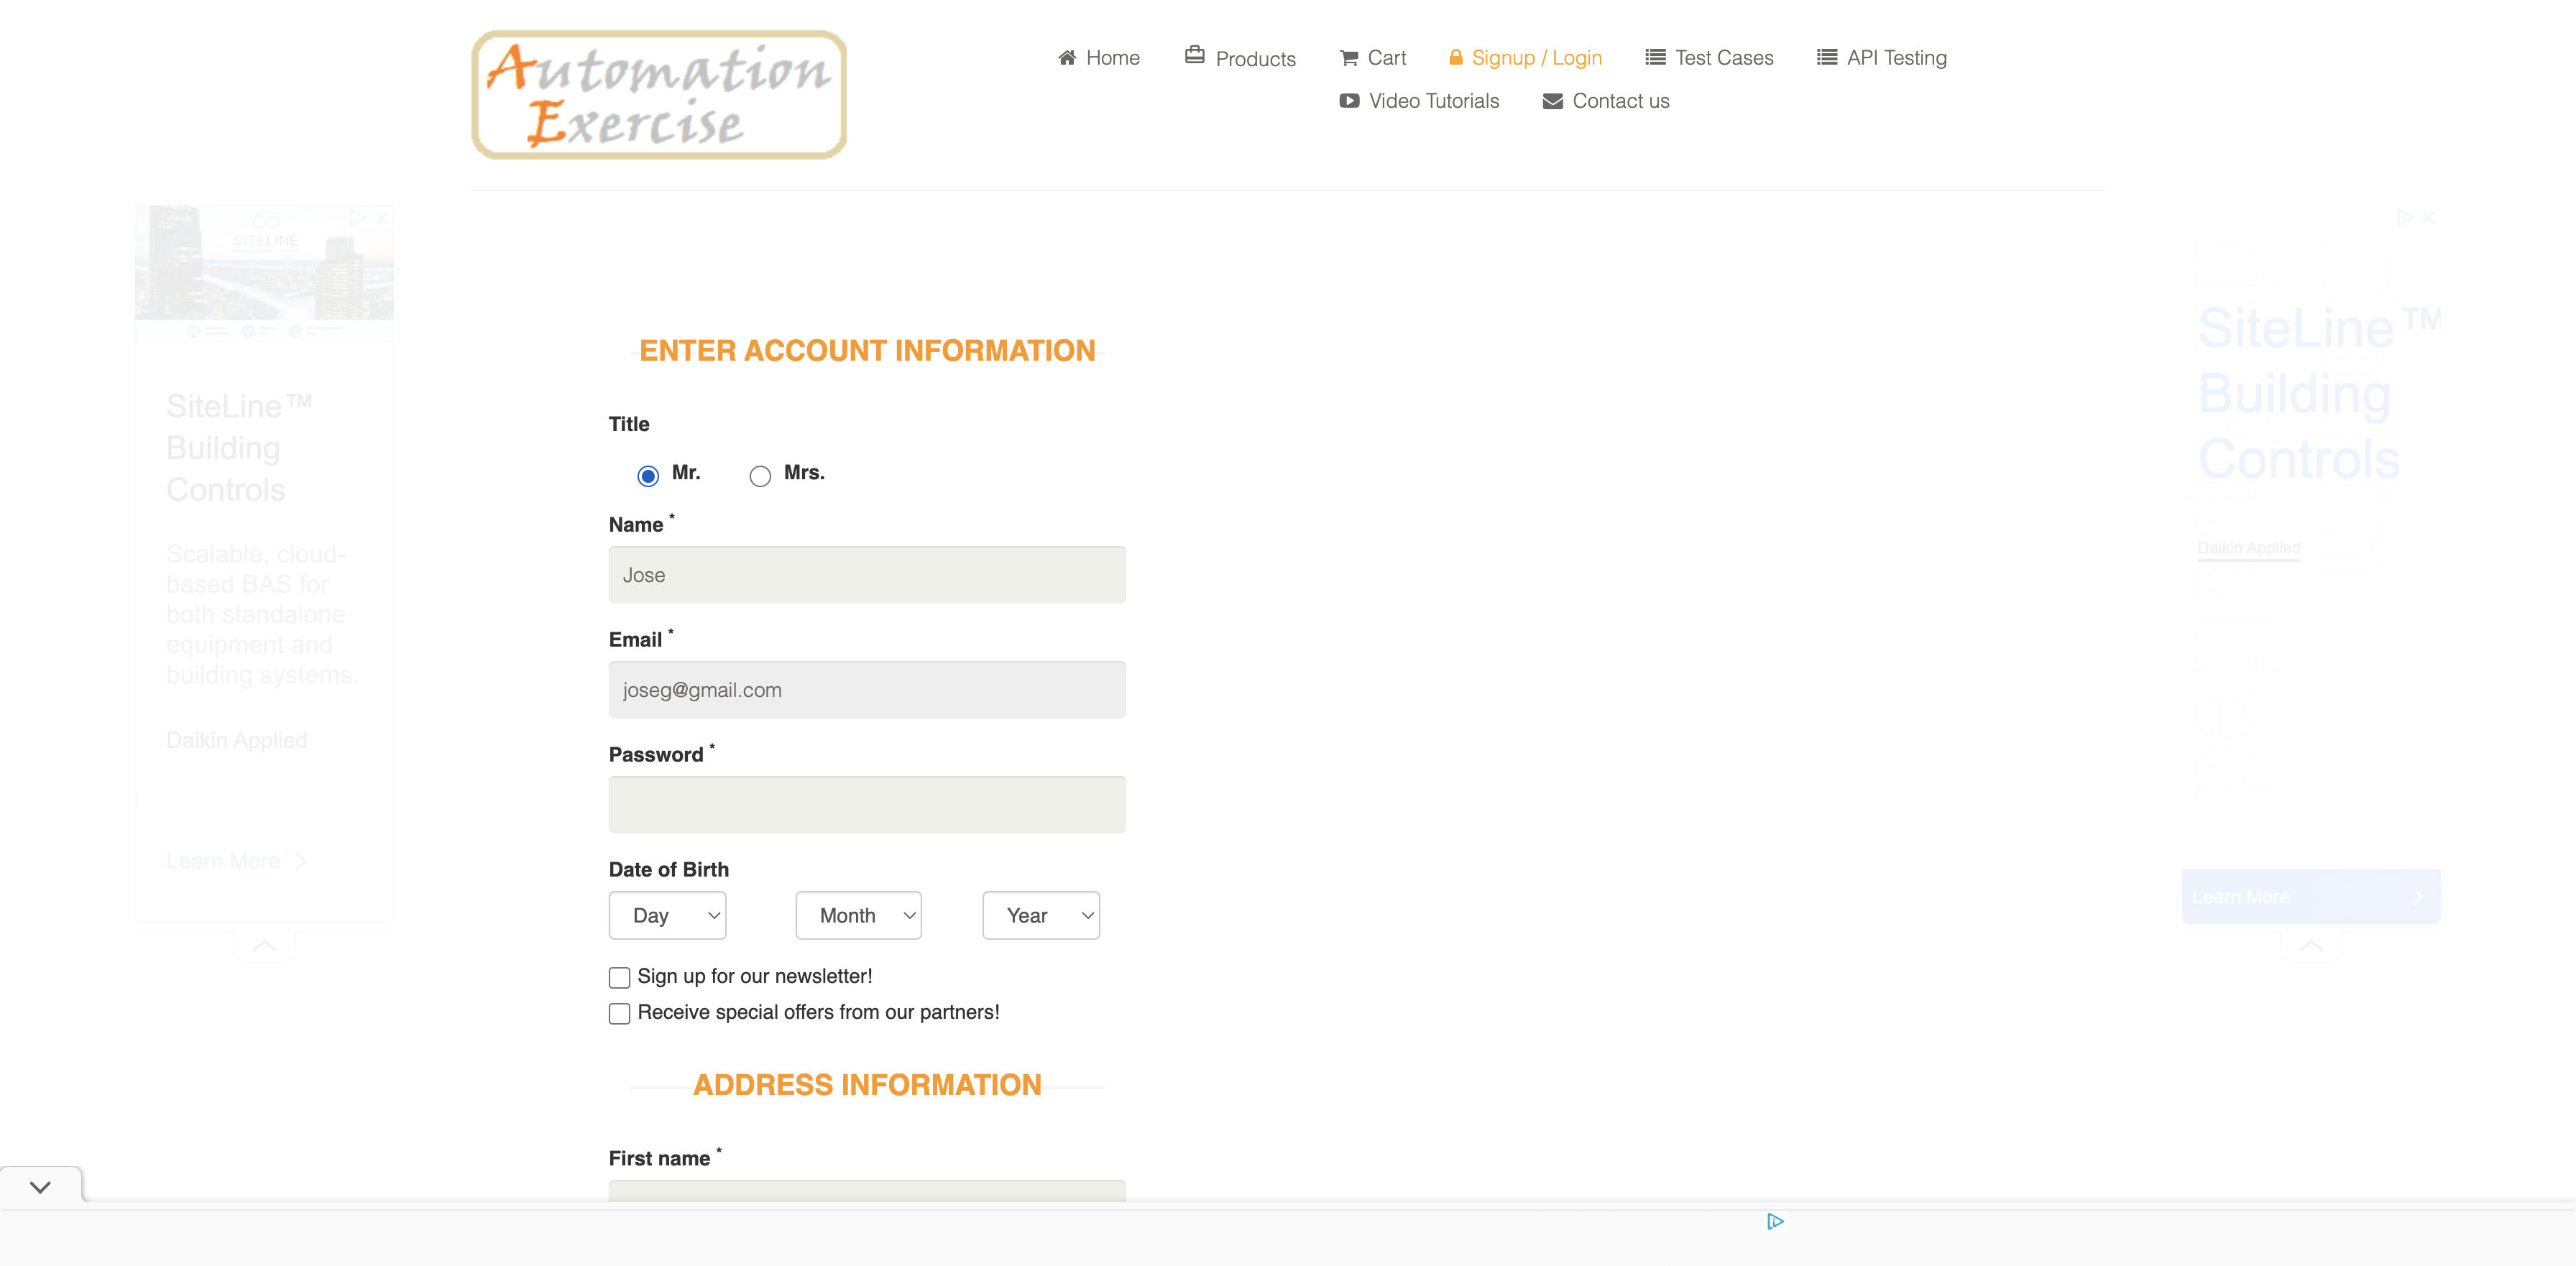 Automation
Exercise
Home
Products
Cart
Signup / Login
Test Cases
API Testing
Video Tutorials
Contact us
SITELINE
SiteLine™
Building
Controls
Scalable, cloud-
based BAS for
both standalone
equipment and
building systems.
Daikin Applied
Learn More
ENTER ACCOUNT INFORMATION
Title
Mr.
Mrs.
Name *
Jose
Email *
joseg@gmail.com
Password *
Date of Birth
Day
Month
Year
Sign up for our newsletter!
Receive special offers from our partners!
ADDRESS INFORMATION
First name *
SiteLine™
Building
Controls
Daikin Applied
Learn More